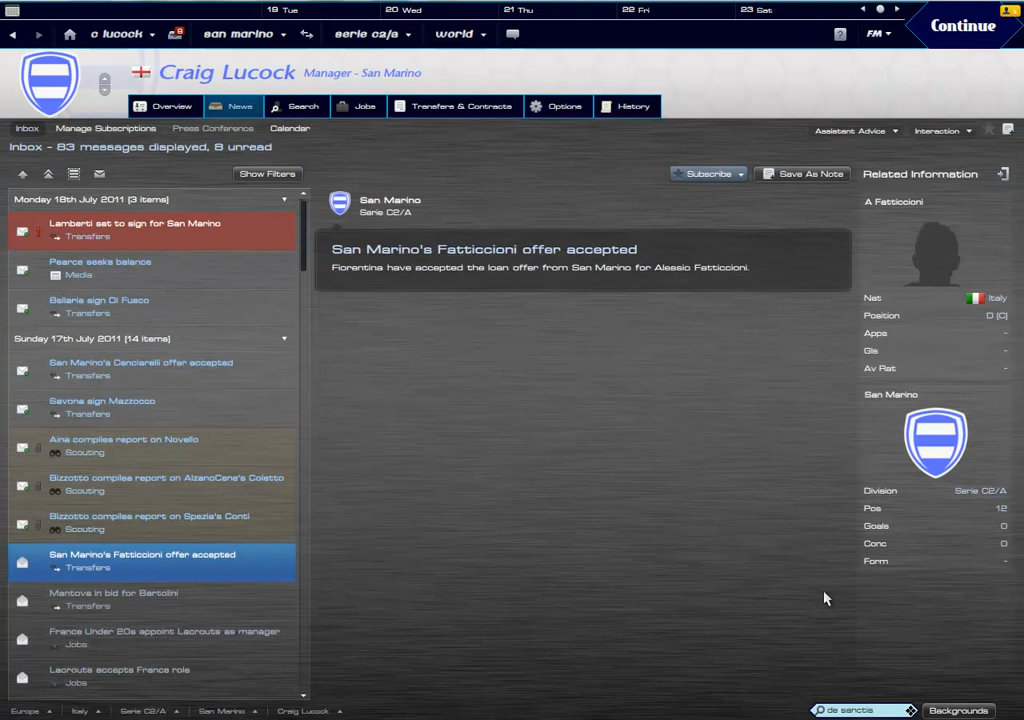 19 Tue 20 Wed 21 Thu 22 Fri 23 Sat
c lucock san marino serie c2/a world FM Continue
Craig Lucock Manager - San Marino
Overview News Search Jobs Transfers & Contracts Options History
Inbox Manage Subscriptions Press Conference Calendar Assistant Advice Interaction
Inbox - 83 messages displayed, 8 unread
Show Filters Subscribe Save As Note Related Information
Monday 18th July 2011 (3 items)
Lamberti set to sign for San Marino
Transfers
Pearce seeks balance
Media
Bellaria sign Di Fusco
Transfers
Sunday 17th July 2011 (14 items)
San Marino's Cenciarelli offer accepted
Transfers
Savona sign Mazzocco
Transfers
Aina compiles report on Novello
Scouting
Bizzotto compiles report on AlzanoCene's Coletto
Scouting
Bizzotto compiles report on Spezia's Conti
Scouting
San Marino's Fatticcioni offer accepted
Transfers
Mantova in bid for Bertolini
Transfers
France Under 20s appoint Lacrouts as manager
Jobs
Lacrouts accepts France role
Jobs
San Marino
Serie C2/A
San Marino's Fatticcioni offer accepted
Fiorentina have accepted the loan offer from San Marino for Alessio Fatticcioni.
A Fatticcioni
Nat Italy
Position D (C)
Apps -
Gls -
Av Rat -
San Marino
Division Serie C2/A
Pos 12
Goals 0
Conc 0
Form -
Europe Italy Serie C2/A San Marino Craig Lucock de sanctis Backgrounds